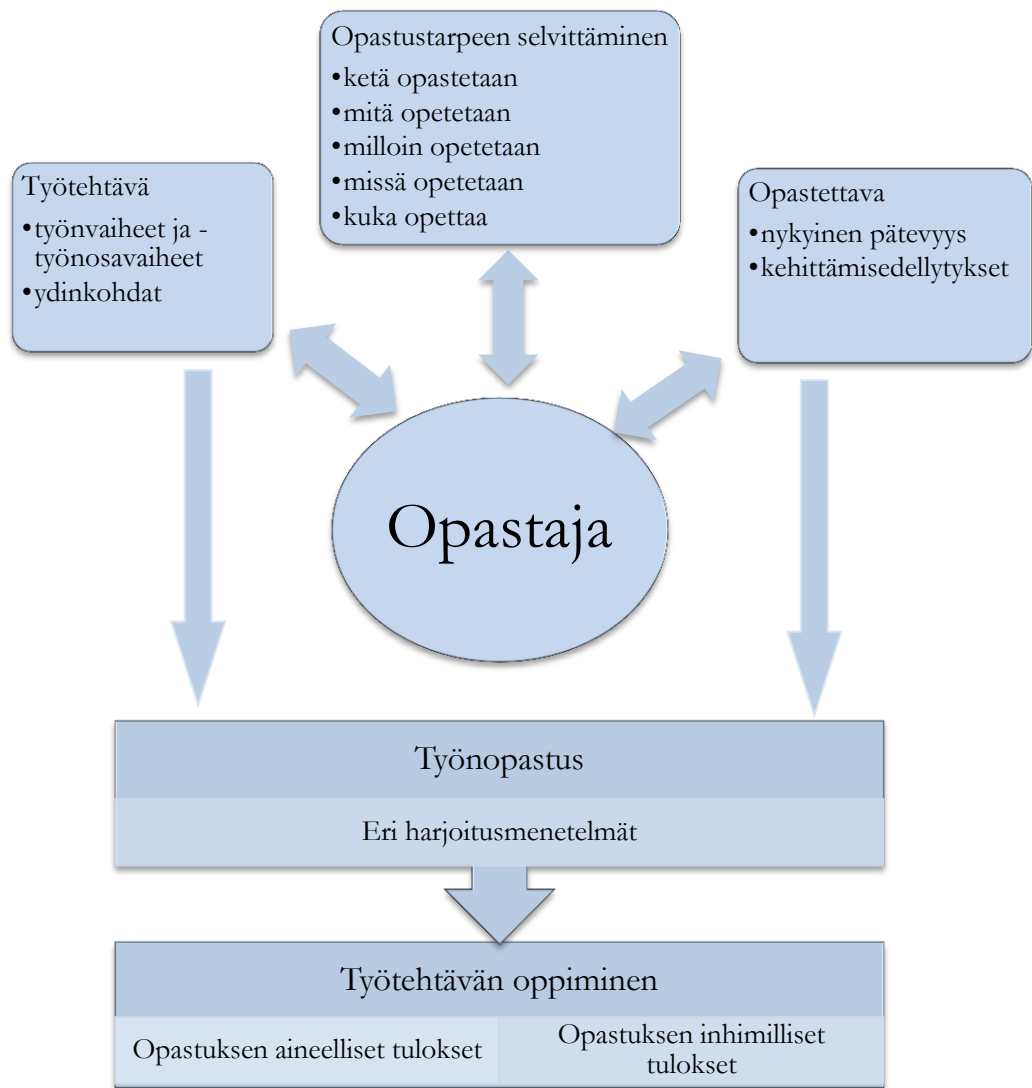 Opastustarpeen selvittäminen
•ketä opastetaan
•mitä opetetaan
•milloin opetetaan
•missä opetetaan
•kuka opettaa
Työtehtävä
•työnvaiheet ja -
työnosavaiheet
•ydinkohdat
Opastettava
•nykyinen pätevyys
•kehittämisedellytykset
Opastaja
Työnopastus
Eri harjoitusmenetelmät
Työtehtävän oppiminen
Opastuksen aineelliset tulokset
Opastuksen inhimilliset
tulokset